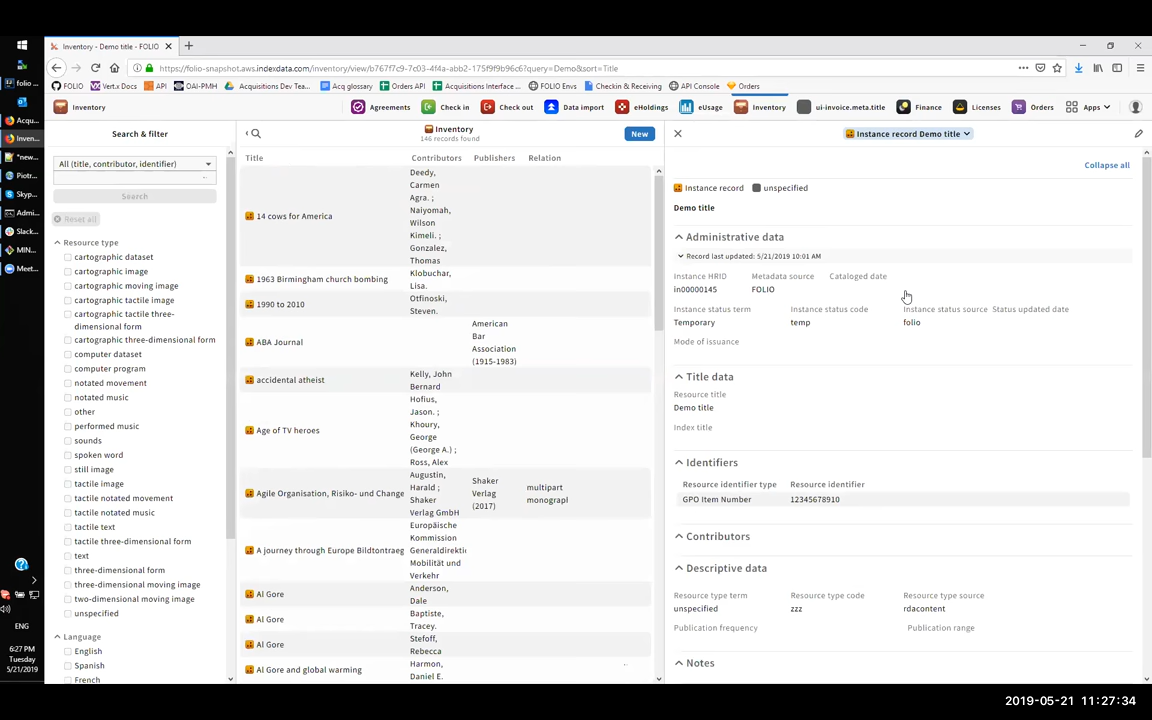 Inventory - Demo title - FOLIO
https://folio-snapshot.aws.indexdata.com/inventory/view/b767f7c9-7c03-4f4a-abb2-175f9f9b96c6?query=Demo&sort=Title
FOLIO Vert.x Docs API OAI-PMH Acquisitions Dev Tea... Acq glossary Orders API Acquisitions Interface ... FOLIO Envs Checkin & Receiving API Console Orders
Inventory Agreements Check in Check out Data import eHoldings eUsage Inventory ui-invoice.meta.title Finance Licenses Orders Apps
folio ...
Acqu...
Inven...
*new...
Piotr...
Skyp...
Admi...
Slack...
MIN...
Meet...
ENG
6:27 PM
Tuesday
5/21/2019
Search & filter
All (title, contributor, identifier)
Search
Reset all
Resource type
cartographic dataset
cartographic image
cartographic moving image
cartographic tactile image
cartographic tactile three-
dimensional form
cartographic three-dimensional form
computer dataset
computer program
notated movement
notated music
other
performed music
sounds
spoken word
still image
tactile image
tactile notated movement
tactile notated music
tactile text
tactile three-dimensional form
text
three-dimensional form
three-dimensional moving image
two-dimensional moving image
unspecified
Language
English
Spanish
French
Inventory
146 records found
New
Title Contributors Publishers Relation
14 cows for America
Deedy,
Carmen
Agra. ;
Naiyomah,
Wilson
Kimeli. ;
Gonzalez,
Thomas
1963 Birmingham church bombing
Klobuchar,
Lisa.
1990 to 2010
Otfinoski,
Steven.
ABA Journal
American
Bar
Association
(1915-1983)
accidental atheist
Kelly, John
Bernard
Age of TV heroes
Hofius,
Jason. ;
Khoury,
George
(George A.) ;
Ross, Alex
Agile Organisation, Risiko- und Change
Augustin,
Harald ;
Shaker
Verlag GmbH
Shaker
Verlag
(2017)
multipart
monograpl
A journey through Europe Bildtontraeg
Europäische
Kommission
Generaldirektic
Mobilität und
Verkehr
Al Gore
Anderson,
Dale
Al Gore
Baptiste,
Tracey.
Al Gore
Stefoff,
Rebecca
Al Gore and global warming
Harmon,
Daniel E.
Instance record Demo title
Collapse all
Instance record unspecified
Demo title
Administrative data
Record last updated: 5/21/2019 10:01 AM
Instance HRID Metadata source Cataloged date
in00000145 FOLIO
Instance status term Instance status code Instance status source Status updated date
Temporary temp folio
Mode of issuance
Title data
Resource title
Demo title
Index title
Identifiers
Resource identifier type Resource identifier
GPO Item Number 12345678910
Contributors
Descriptive data
Resource type term Resource type code Resource type source
unspecified zzz rdacontent
Publication frequency Publication range
Notes
2019-05-21 11:27:34